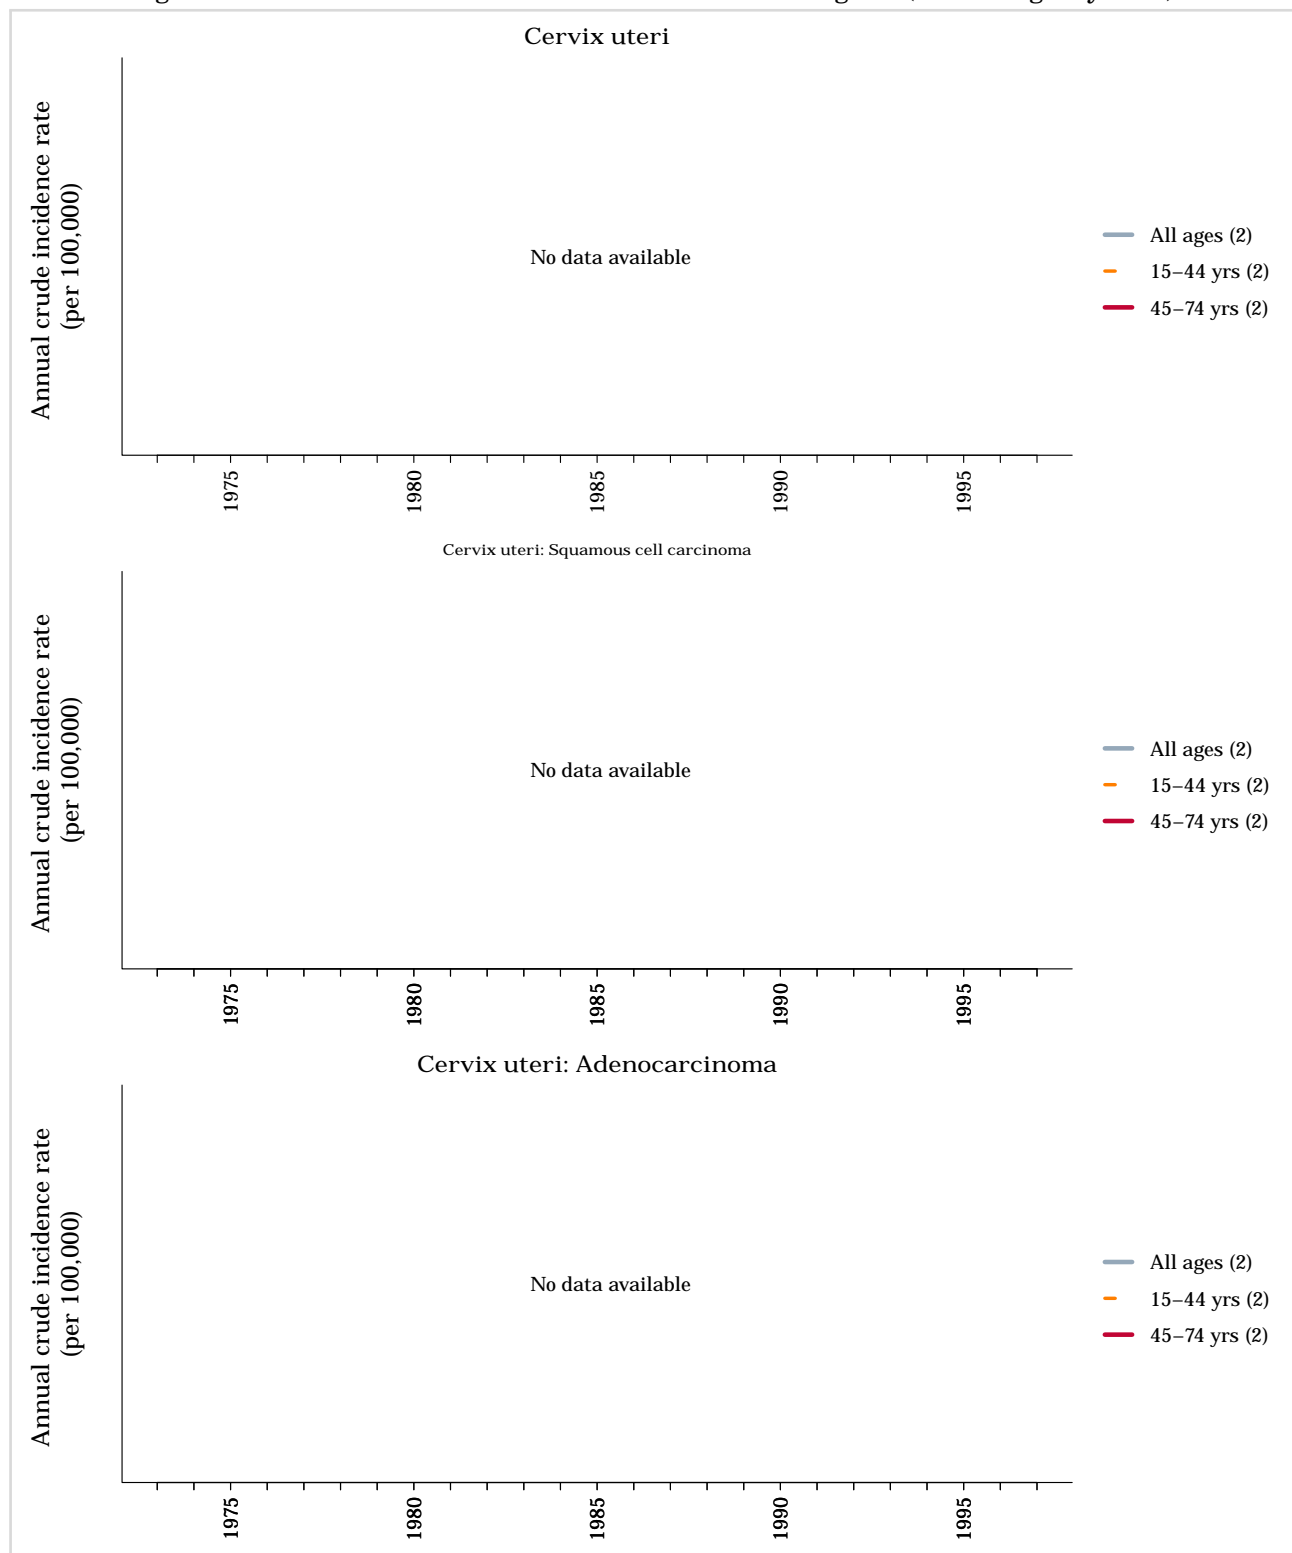 Cervix uteri
Annual crude incidence rate
(per 100,000)
No data available
All ages (2)
15–44 yrs (2)
45–74 yrs (2)
1975
1980
1985
1990
1995
Cervix uteri: Squamous cell carcinoma
Annual crude incidence rate
(per 100,000)
No data available
All ages (2)
15–44 yrs (2)
45–74 yrs (2)
1975
1980
1985
1990
1995
Cervix uteri: Adenocarcinoma
Annual crude incidence rate
(per 100,000)
No data available
All ages (2)
15–44 yrs (2)
45–74 yrs (2)
1975
1980
1985
1990
1995